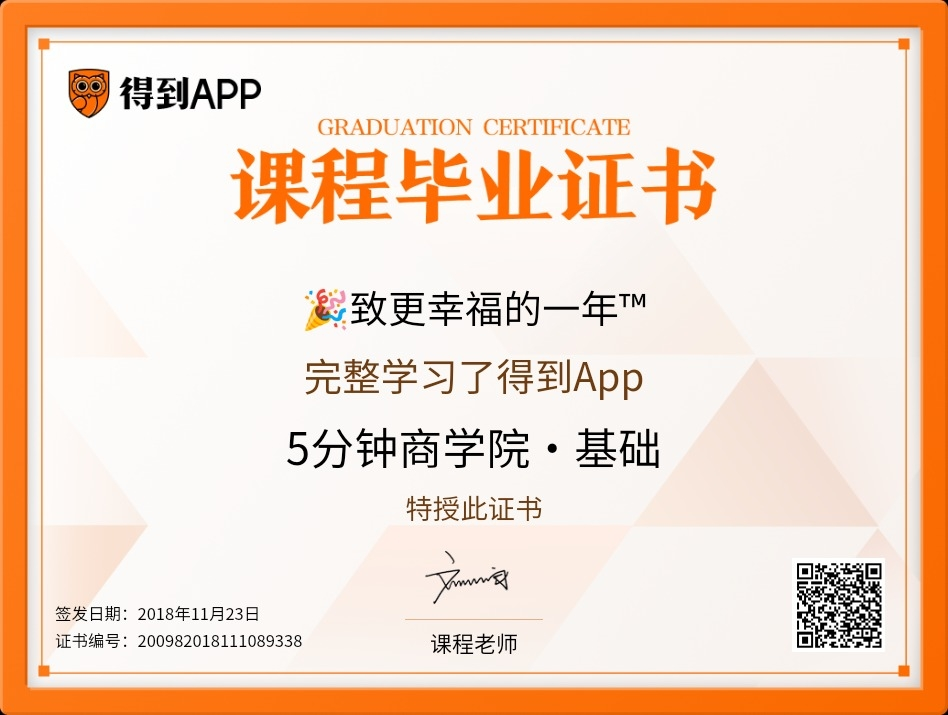 得到APP
GRADUATION CERTIFICATE
课程毕业证书
🎉致更幸福的一年™
完整学习了得到App
5分钟商学院·基础
特授此证书
签发日期：2018年11月23日
证书编号：200982018111089338
课程老师